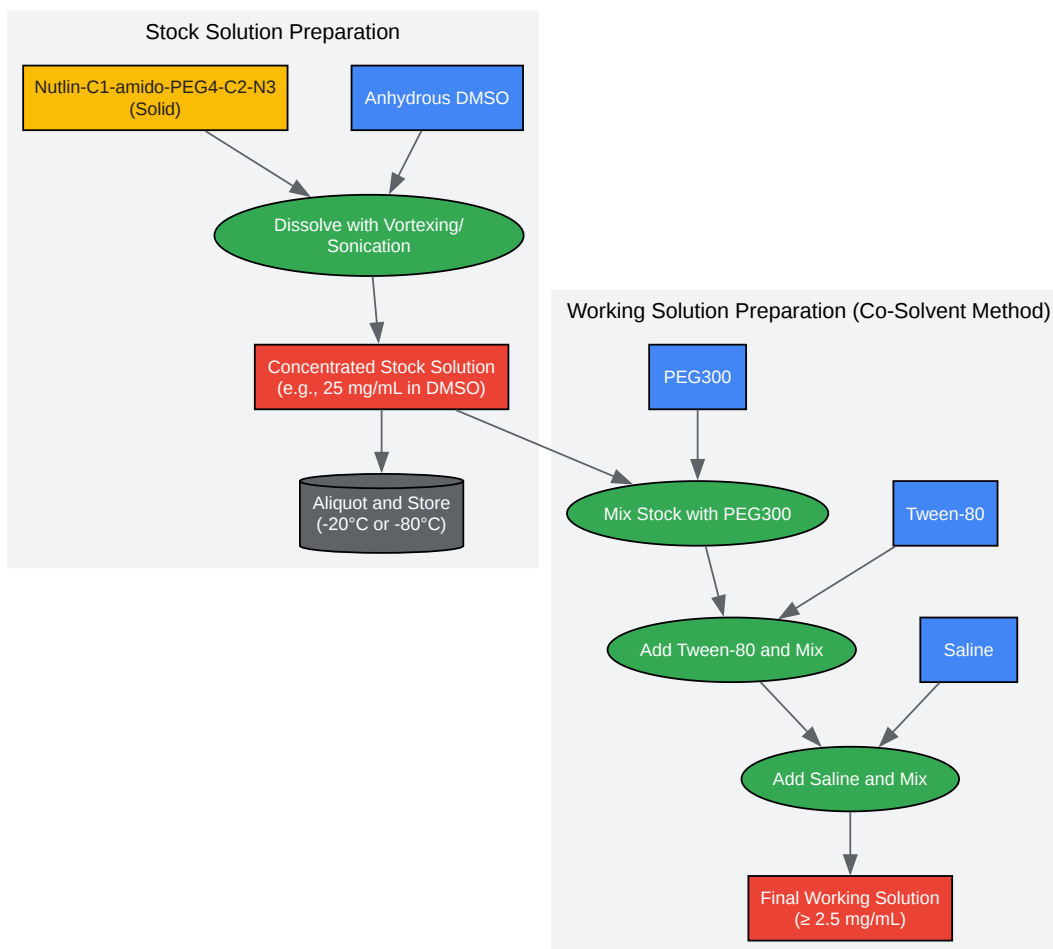 Stock Solution Preparation
Nutlin-C1-amido-PEG4-C2-N3
(Solid)
Anhydrous DMSO
Dissolve with Vortexing/
Sonication
Concentrated Stock Solution
(e.g., 25 mg/mL in DMSO)
Aliquot and Store
(-20°C or -80°C)
Working Solution Preparation (Co-Solvent Method)
PEG300
Mix Stock with PEG300
Tween-80
Add Tween-80 and Mix
Saline
Add Saline and Mix
Final Working Solution
(≥ 2.5 mg/mL)